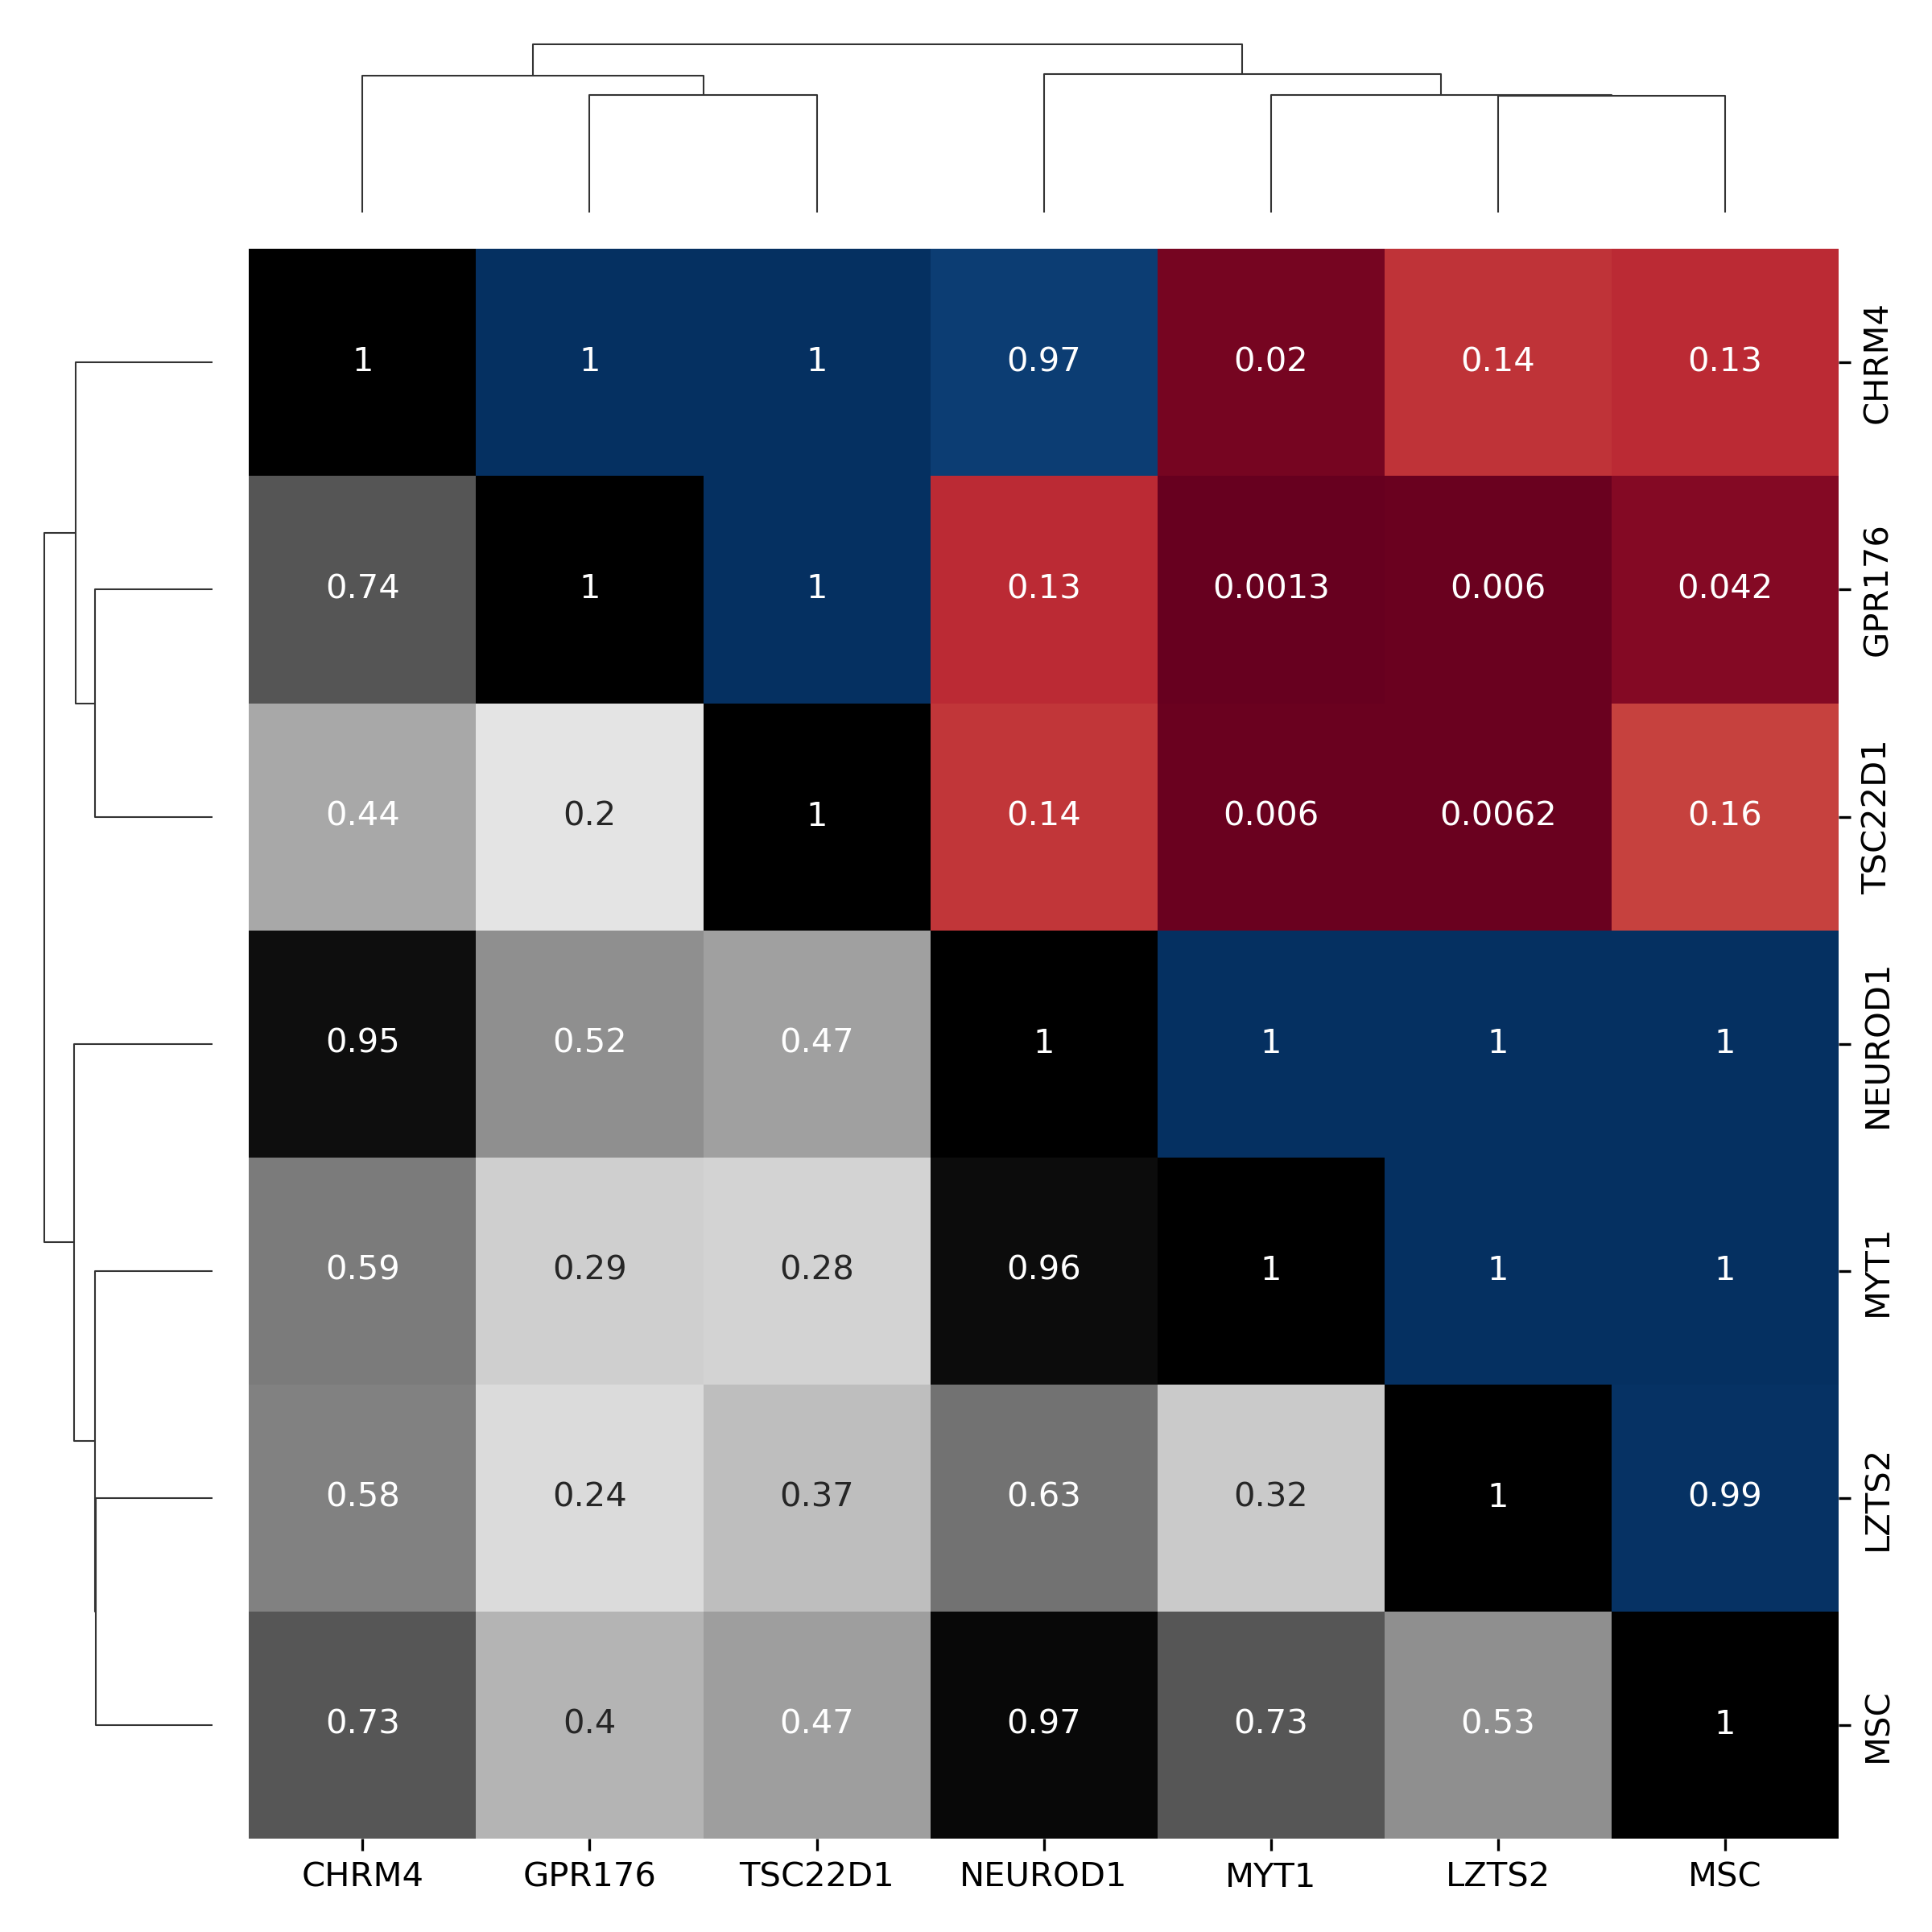 1 1 1 0.97 0.02 0.14 0.13 CHRM4
0.74 1 1 0.13 0.0013 0.006 0.042 GPR176
0.44 0.2 1 0.14 0.006 0.0062 0.16 TSC22D1
0.95 0.52 0.47 1 1 1 1 NEUROD1
0.59 0.29 0.28 0.96 1 1 1 MYT1
0.58 0.24 0.37 0.63 0.32 1 0.99 LZTS2
0.73 0.4 0.47 0.97 0.73 0.53 1 MSC
CHRM4 GPR176 TSC22D1 NEUROD1 MYT1 LZTS2 MSC